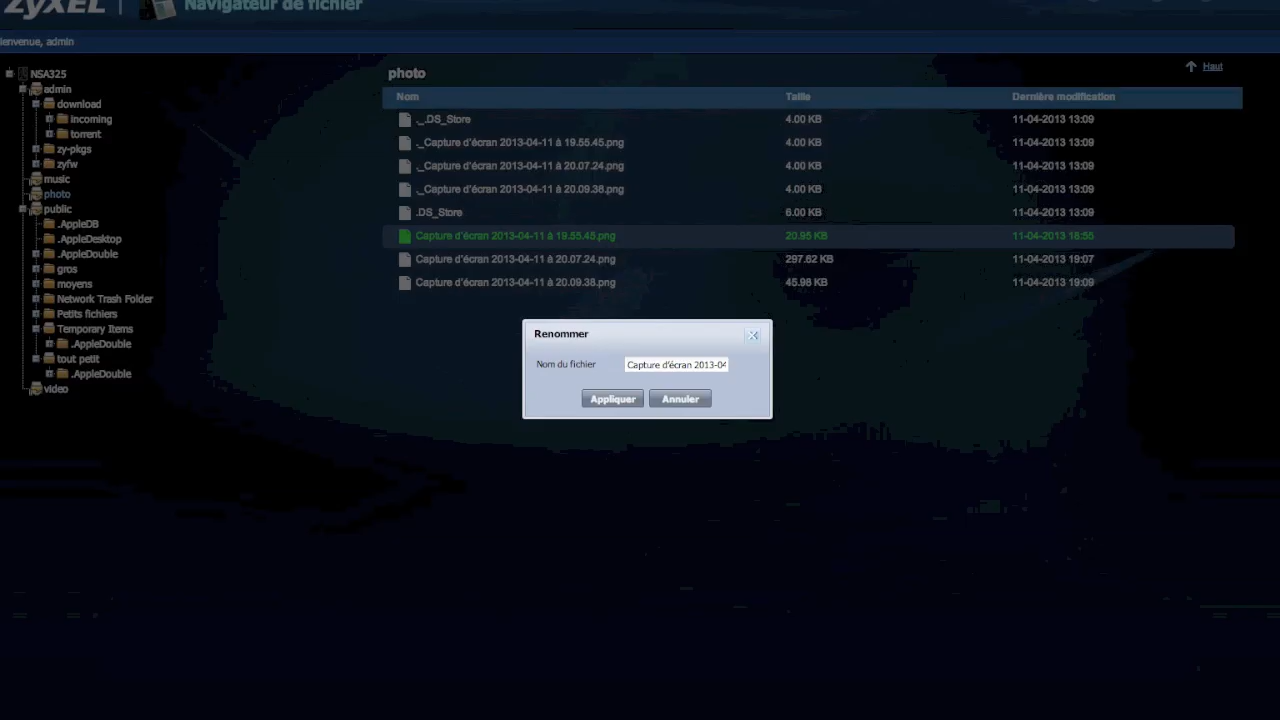 ZyXEL | Navigateur de fichier
ienvenue, admin
NSA325
admin
download
incoming
torrent
zy-pkgs
zyfw
music
photo
public
.AppleDB
.AppleDesktop
.AppleDouble
gros
moyens
Network Trash Folder
Petits fichiers
Temporary Items
.AppleDouble
tout petit
.AppleDouble
video
photo
Haut
Nom Taille Dernière modification
._.DS_Store 4.00 KB 11-04-2013 13:09
._Capture d'écran 2013-04-11 à 19.55.45.png 4.00 KB 11-04-2013 13:09
._Capture d'écran 2013-04-11 à 20.07.24.png 4.00 KB 11-04-2013 13:09
._Capture d'écran 2013-04-11 à 20.09.38.png 4.00 KB 11-04-2013 13:09
.DS_Store 6.00 KB 11-04-2013 13:09
Capture d'écran 2013-04-11 à 19.55.45.png 20.95 KB 11-04-2013 18:55
Capture d'écran 2013-04-11 à 20.07.24.png 297.62 KB 11-04-2013 19:07
Capture d'écran 2013-04-11 à 20.09.38.png 45.98 KB 11-04-2013 19:09
Renommer
Nom du fichier Capture d'écran 2013-04
Appliquer Annuler